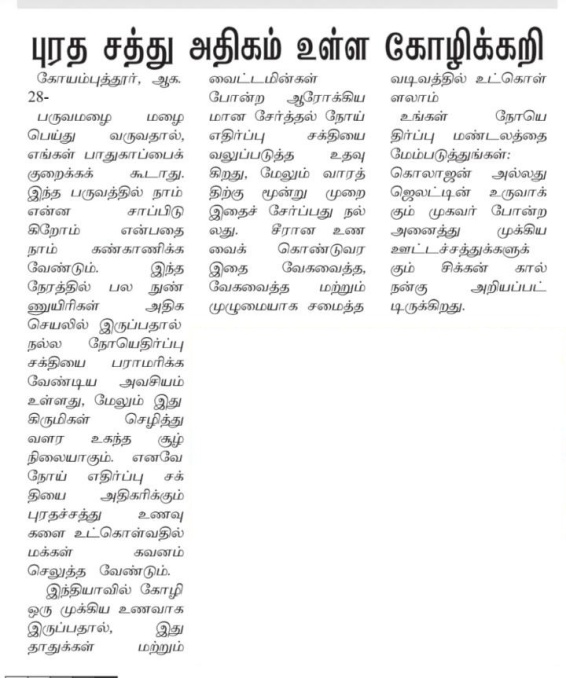 புரத சத்து அதிகம் உள்ள கோழிக்கறி
கோயம்புத்தூர், ஆக.
28-
பருவமழை மழை
பெய்து வருவதால்,
எங்கள் பாதுகாப்பைக்
குறைக்கக் கூடாது.
இந்த பருவத்தில் நாம்
என்ன சாப்பிடு
கிறோம் என்பதை
நாம் கண்காணிக்க
வேண்டும். இந்த
நேரத்தில் பல நுண்
ணுயிரிகள் அதிக
செயலில் இருப்பதால்
நல்ல நோயெதிர்ப்பு
சக்தியை பராமரிக்க
வேண்டிய அவசியம்
உள்ளது, மேலும் இது
கிருமிகள் செழித்து
வளர உகந்த சூழ்
நிலையாகும். எனவே
நோய் எதிர்ப்பு சக்
தியை அதிகரிக்கும்
புரதச்சத்து உணவு
களை உட்கொள்வதில்
மக்கள் கவனம்
செலுத்த வேண்டும்.
இந்தியாவில் கோழி
ஒரு முக்கிய உணவாக
இருப்பதால், இது
தாதுக்கள் மற்றும்
வைட்டமின்கள்
போன்ற ஆரோக்கிய
மான சேர்த்தல் நோய்
எதிர்ப்பு சக்தியை
வலுப்படுத்த உதவு
கிறது, மேலும் வாரத்
திற்கு மூன்று முறை
இதைச் சேர்ப்பது நல்
லது. சீரான உண
வைக் கொண்டுவர
இதை வேகவைத்த,
வேகவைத்த மற்றும்
முழுமையாக சமைத்த
வடிவத்தில் உட்கொள்
ளலாம்
உங்கள் நோயெ
திர்ப்பு மண்டலத்தை
மேம்படுத்துங்கள்:
கொலாஜன் அல்லது
ஜெலட்டின் உருவாக்
கும் முகவர் போன்ற
அனைத்து முக்கிய
ஊட்டச்சத்துக்களுக்
கும் சிக்கன் கால்
நன்கு அறியப்பட்
டிருக்கிறது.